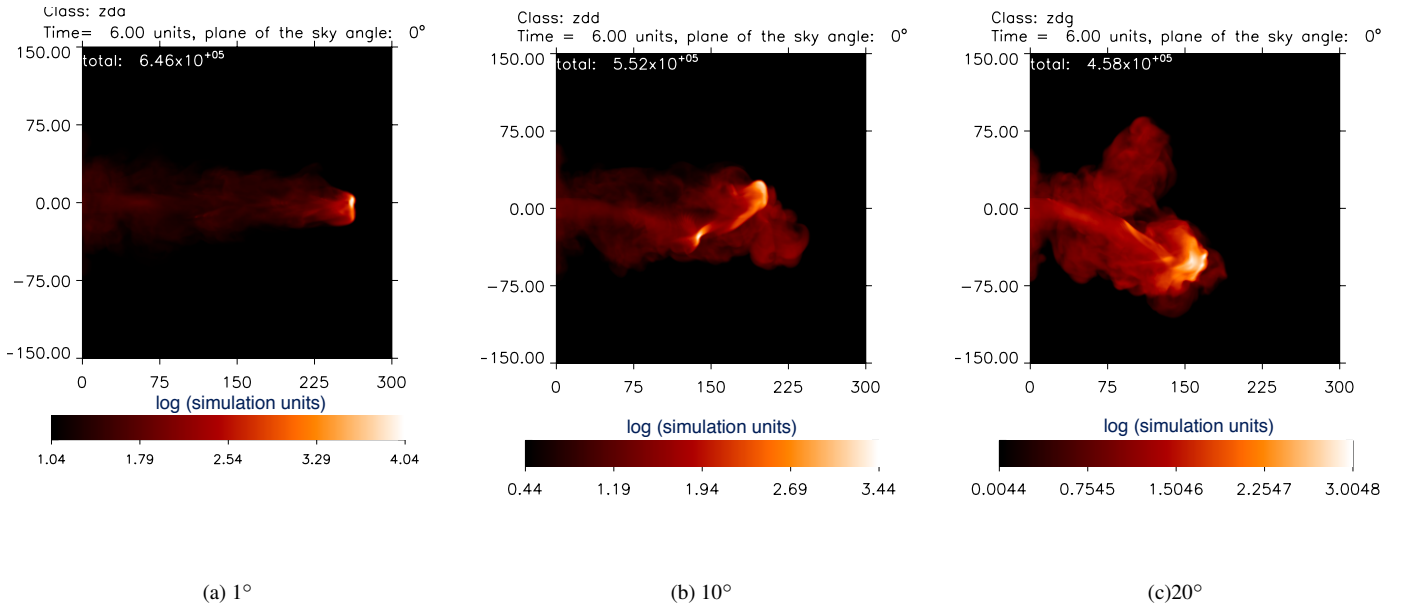 Class: zda
Time= 6.00 units, plane of the sky angle: 0°
150.00
total: 6.46x10+05
75.00
0.00
−75.00
-150.00
0 75 150 225 300
log (simulation units)
1.04 1.79 2.54 3.29 4.04
(a) 1°
Class: zdd
Time = 6.00 units, plane of the sky angle: 0°
150.00
total: 5.52x10+05
75.00
0.00
−75.00
−150.00
0 75 150 225 300
log (simulation units)
0.44 1.19 1.94 2.69 3.44
(b) 10°
Class: zdg
Time = 6.00 units, plane of the sky angle: 0°
150.00
total: 4.58x10+05
75.00
0.00
−75.00
−150.00
0 75 150 225 300
log (simulation units)
0.0044 0.7545 1.5046 2.2547 3.0048
(c)20°